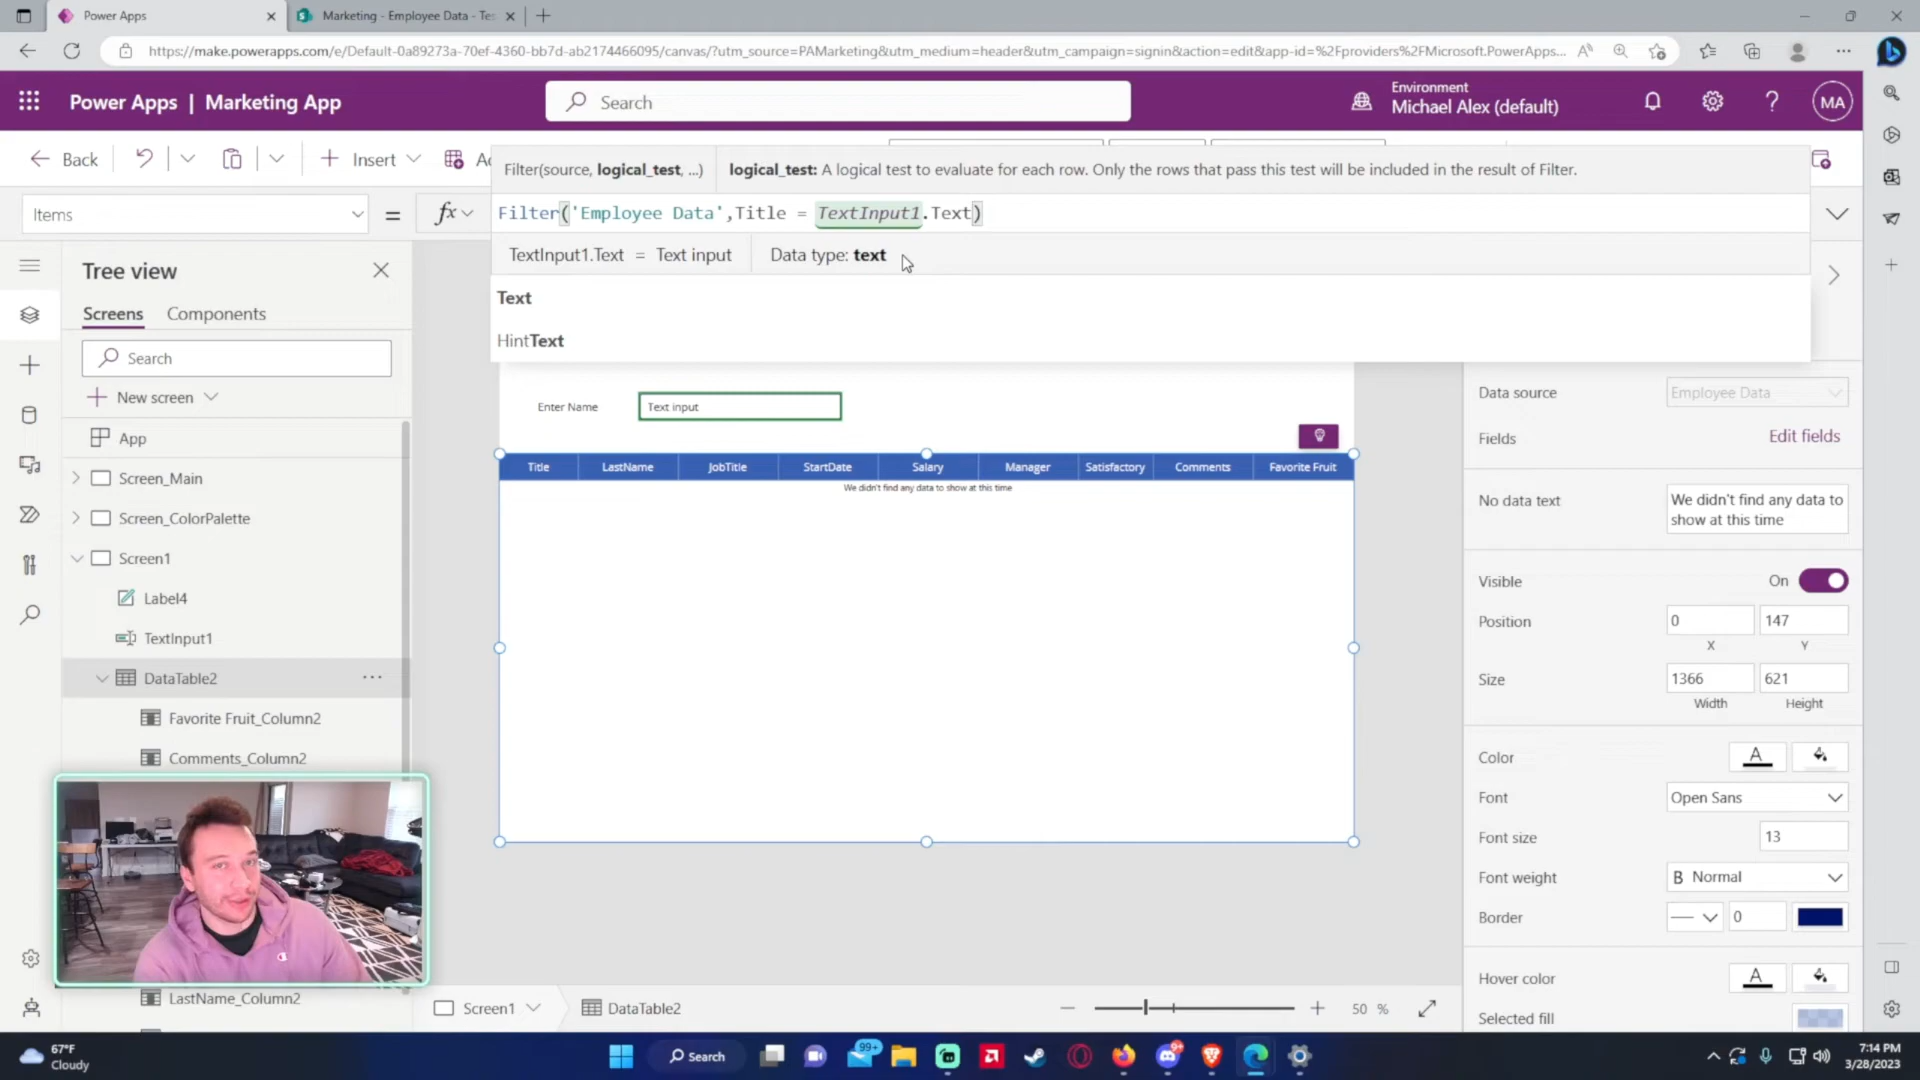 Power Apps
Marketing - Employee Data - Te
https://make.powerapps.com/e/Default-0a89273a-70ef-4360-bb7d-ab2174466095/canvas/?utm_source=PAMarketing&utm_medium=header&utm_campaign=signin&action=edit&app-id=%2Fproviders%2FMicrosoft.PowerApps...
Power Apps | Marketing App
Search
Environment
Michael Alex (default)
MA
Back
Insert
Filter(source, logical_test, ...)
logical_test: A logical test to evaluate for each row. Only the rows that pass this test will be included in the result of Filter.
Items
=
fx
Filter('Employee Data',Title = TextInput1.Text)
TextInput1.Text = Text input
Data type: text
Text
HintText
Tree view
Screens
Components
Search
New screen
App
Screen_Main
Screen_ColorPalette
Screen1
Label4
TextInput1
DataTable2
...
Favorite Fruit_Column2
Comments_Column2
LastName_Column2
Enter Name
Text input
Title
LastName
JobTitle
StartDate
Salary
Manager
Satisfactory
Comments
Favorite Fruit
We didn't find any data to show at this time
Data source
Employee Data
Fields
Edit fields
No data text
We didn't find any data to
show at this time
Visible
On
Position
0
147
X
Y
Size
1366
621
Width
Height
Color
A
Font
Open Sans
Font size
13
Font weight
B Normal
Border
0
Hover color
A
Selected fill
Screen1
DataTable2
50 %
67°F
Cloudy
Search
99+
7:14 PM
3/28/2023